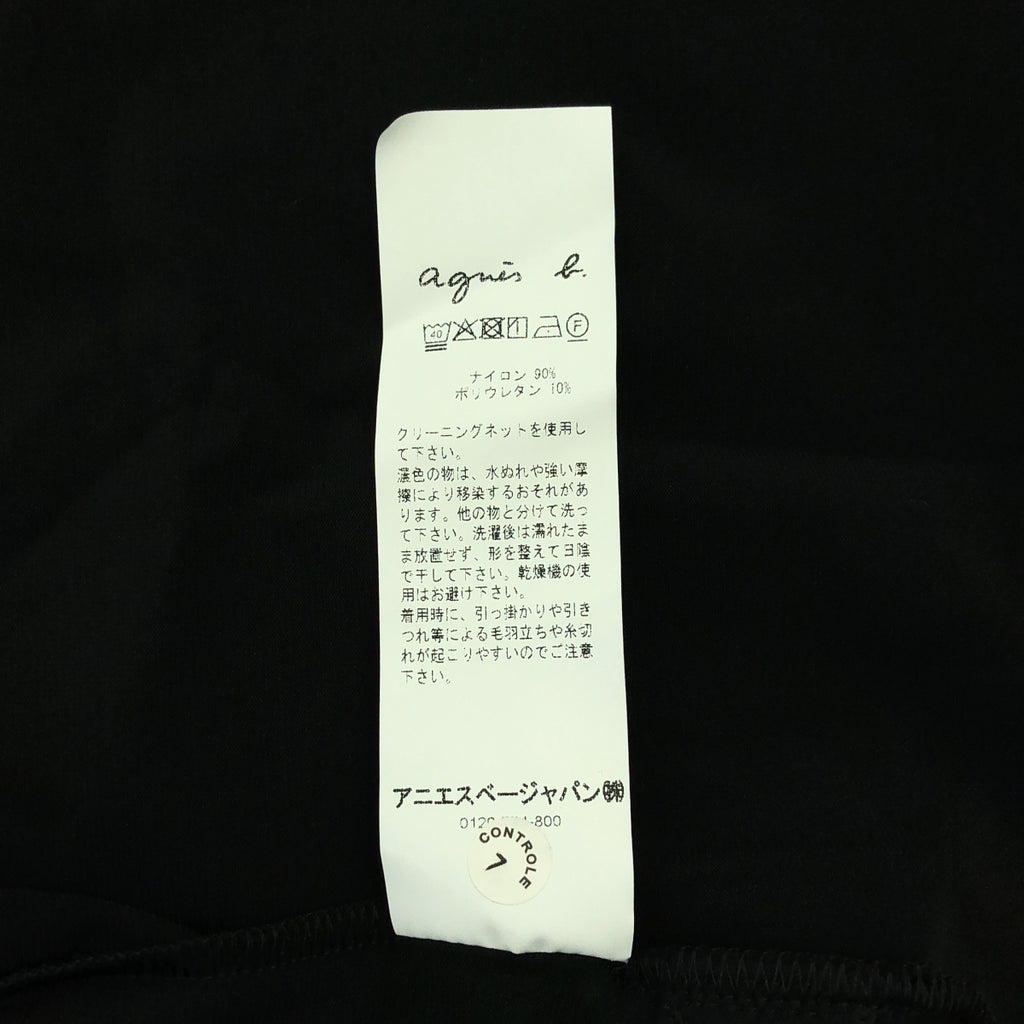 agnès b.
40 F
ナイロン 90%
ポリウレタン 10%
クリーニングネットを使用し
て下さい。
濃色の物は、水ぬれや強い摩
擦により移染するおそれがあ
ります。他の物と分けて洗っ
て下さい。洗濯後は濡れたま
ま放置せず、形を整えて日陰
で干して下さい。乾燥機の使
用はお避け下さい。
着用時に、引っ掛かりや引き
つれ等による毛羽立ちや糸切
れが起こりやすいのでご注意
下さい。
アニエスベージャパン㈱
0120 -800
CONTROLE